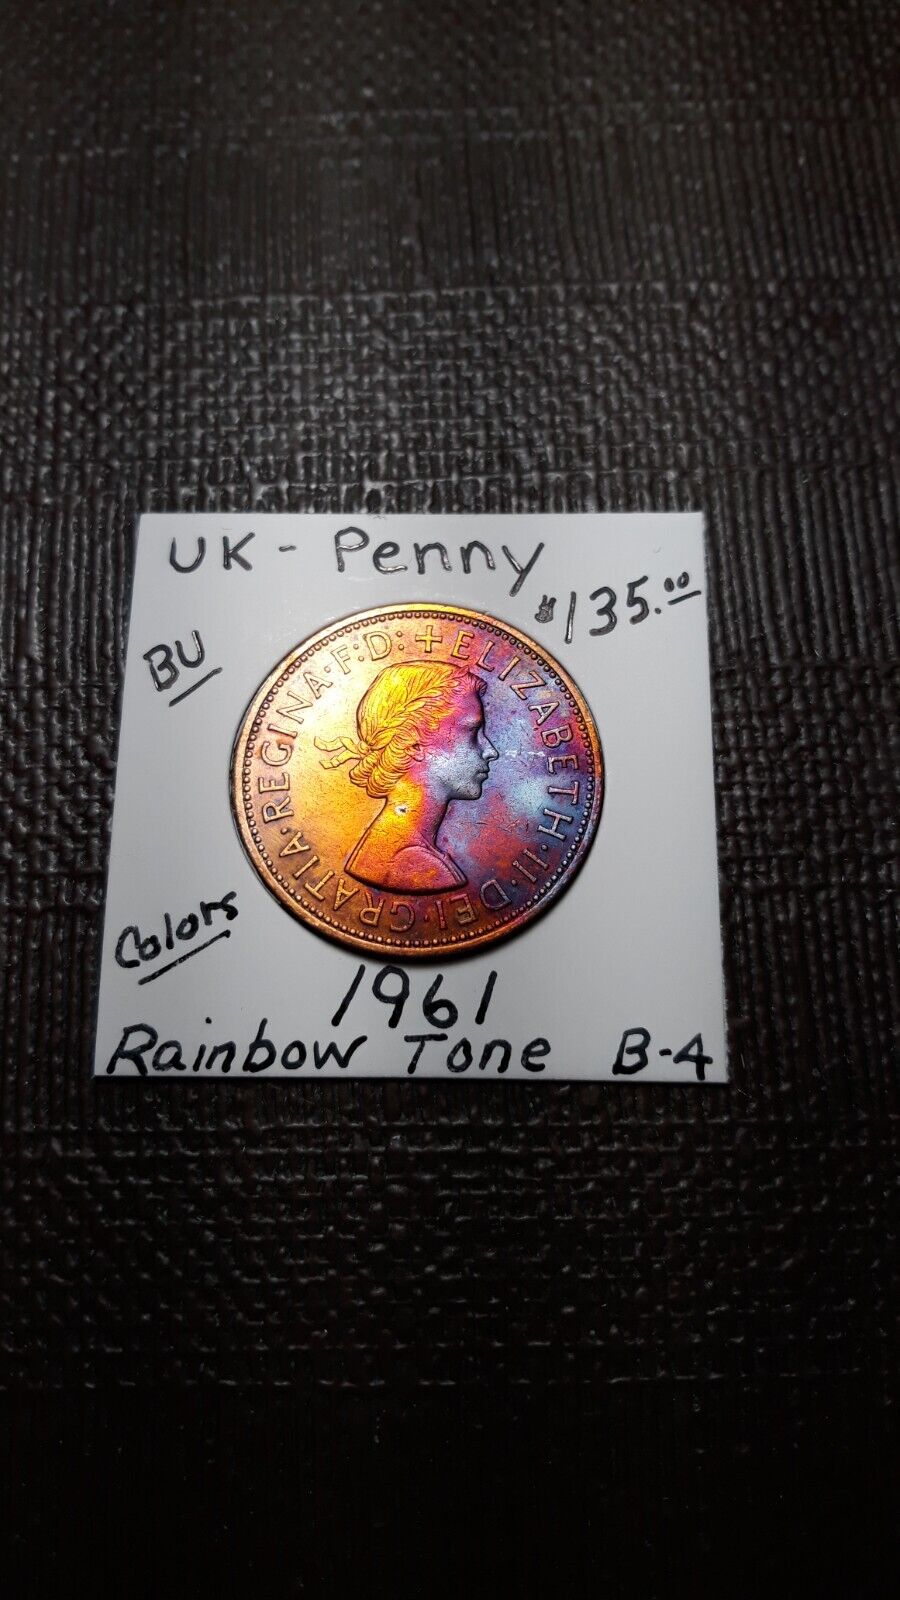 UK - Penny
$135.00
BU
+ELIZABETH·II·DEI·GRATIA·REGINA·F:D:
Colors
1961
Rainbow Tone B-4